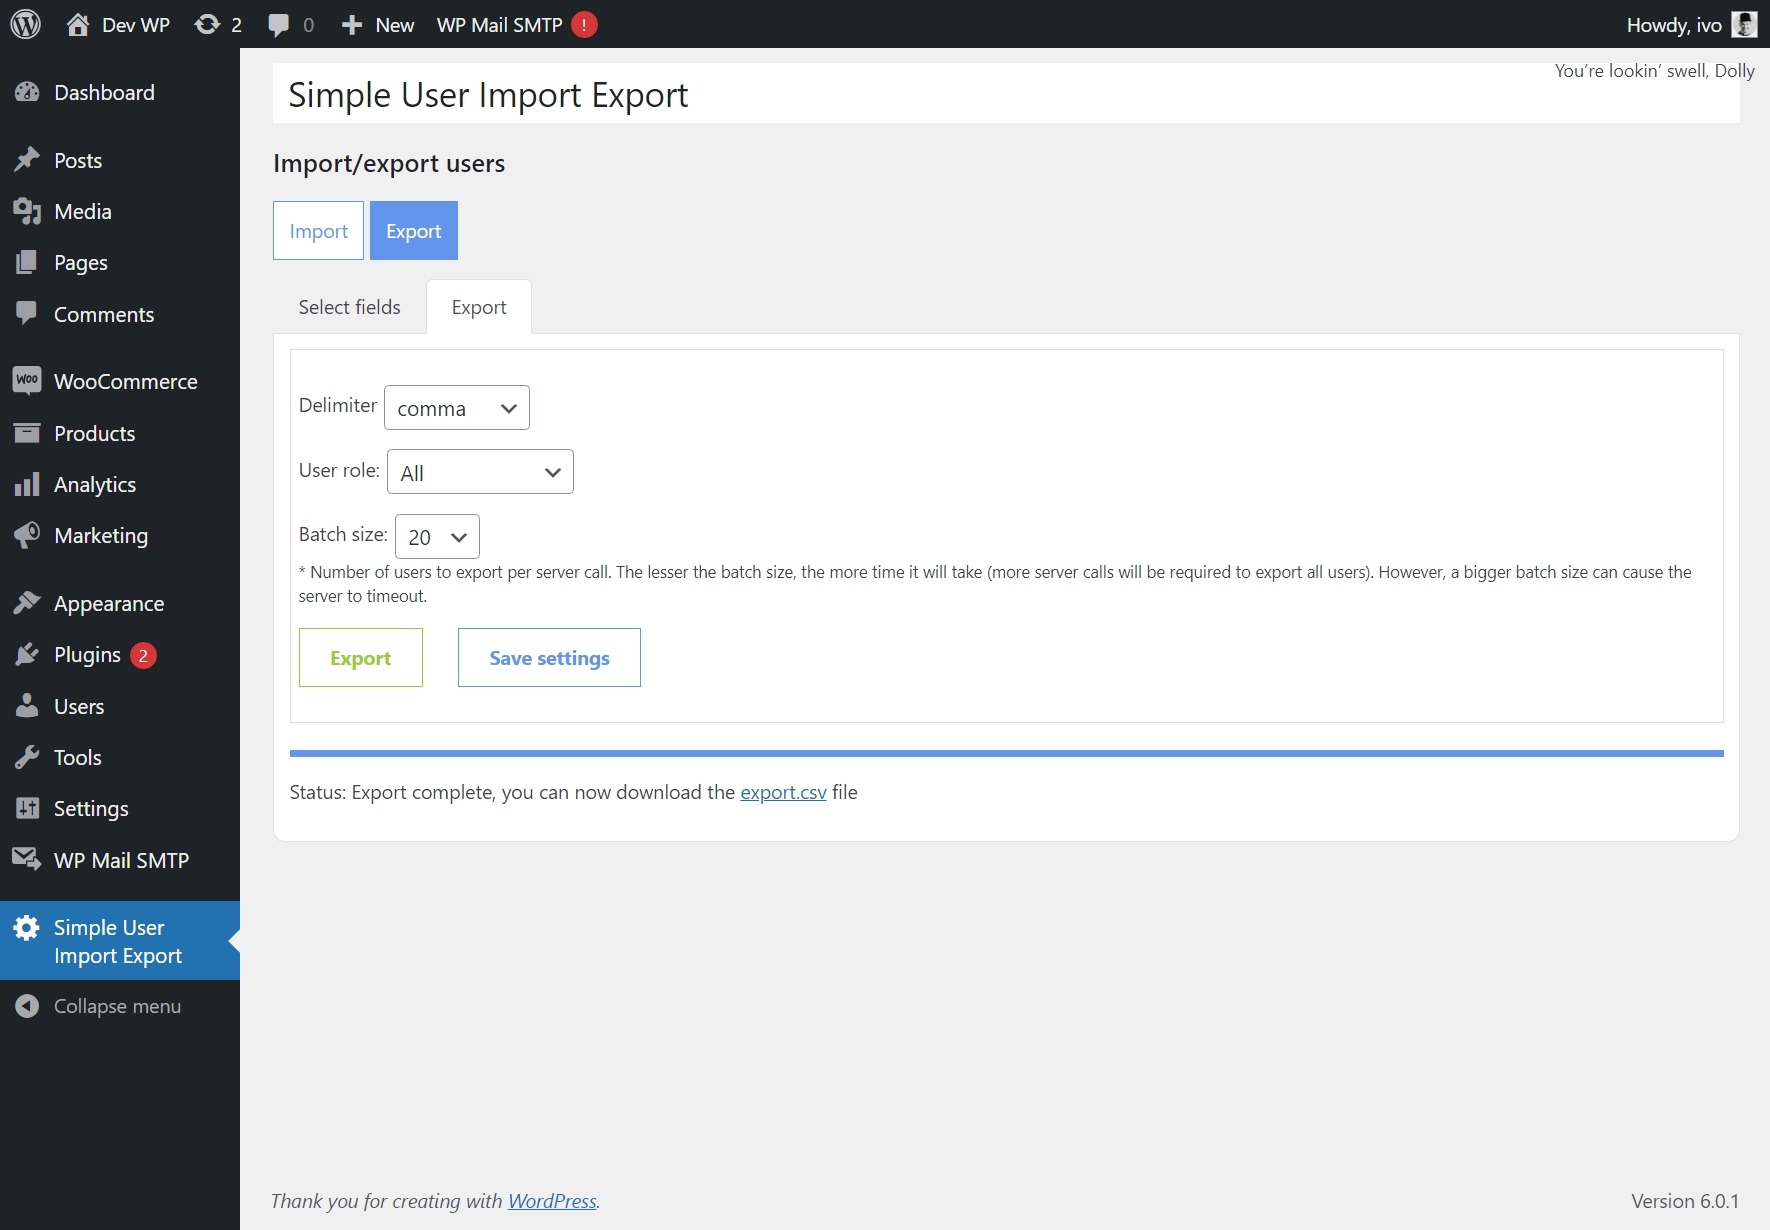 Dev WP 2 0 New WP Mail SMTP ! Howdy, ivo
Dashboard
Posts
Media
Pages
Comments
Woo WooCommerce
Products
Analytics
Marketing
Appearance
Plugins 2
Users
Tools
Settings
WP Mail SMTP
Simple User
Import Export
Collapse menu
You're lookin' swell, Dolly
Simple User Import Export
Import/export users
Import Export
Select fields Export
Delimiter comma
User role: All
Batch size: 20
* Number of users to export per server call. The lesser the batch size, the more time it will take (more server calls will be required to export all users). However, a bigger batch size can cause the
server to timeout.
Export Save settings
Status: Export complete, you can now download the export.csv file
Thank you for creating with WordPress. Version 6.0.1